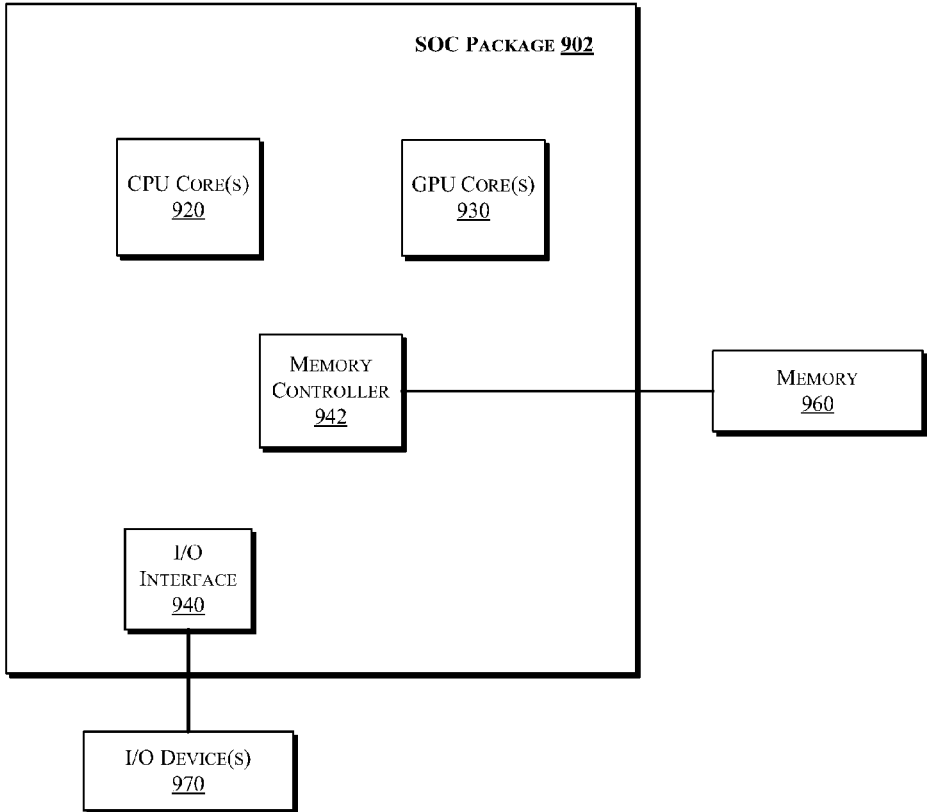 SOC PACKAGE 902
CPU CORE(S)
920
GPU CORE(S)
930
MEMORY
CONTROLLER
942
MEMORY
960
I/O
INTERFACE
940
I/O DEVICE(S)
970